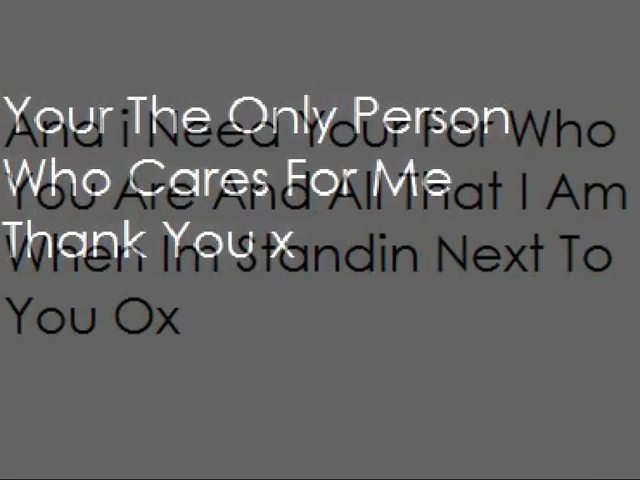 Your The Only Person
Who Cares For Me
Thank You x
And i Need Your For Who
You Are And All That I Am
When Im Standin Next To
You Ox